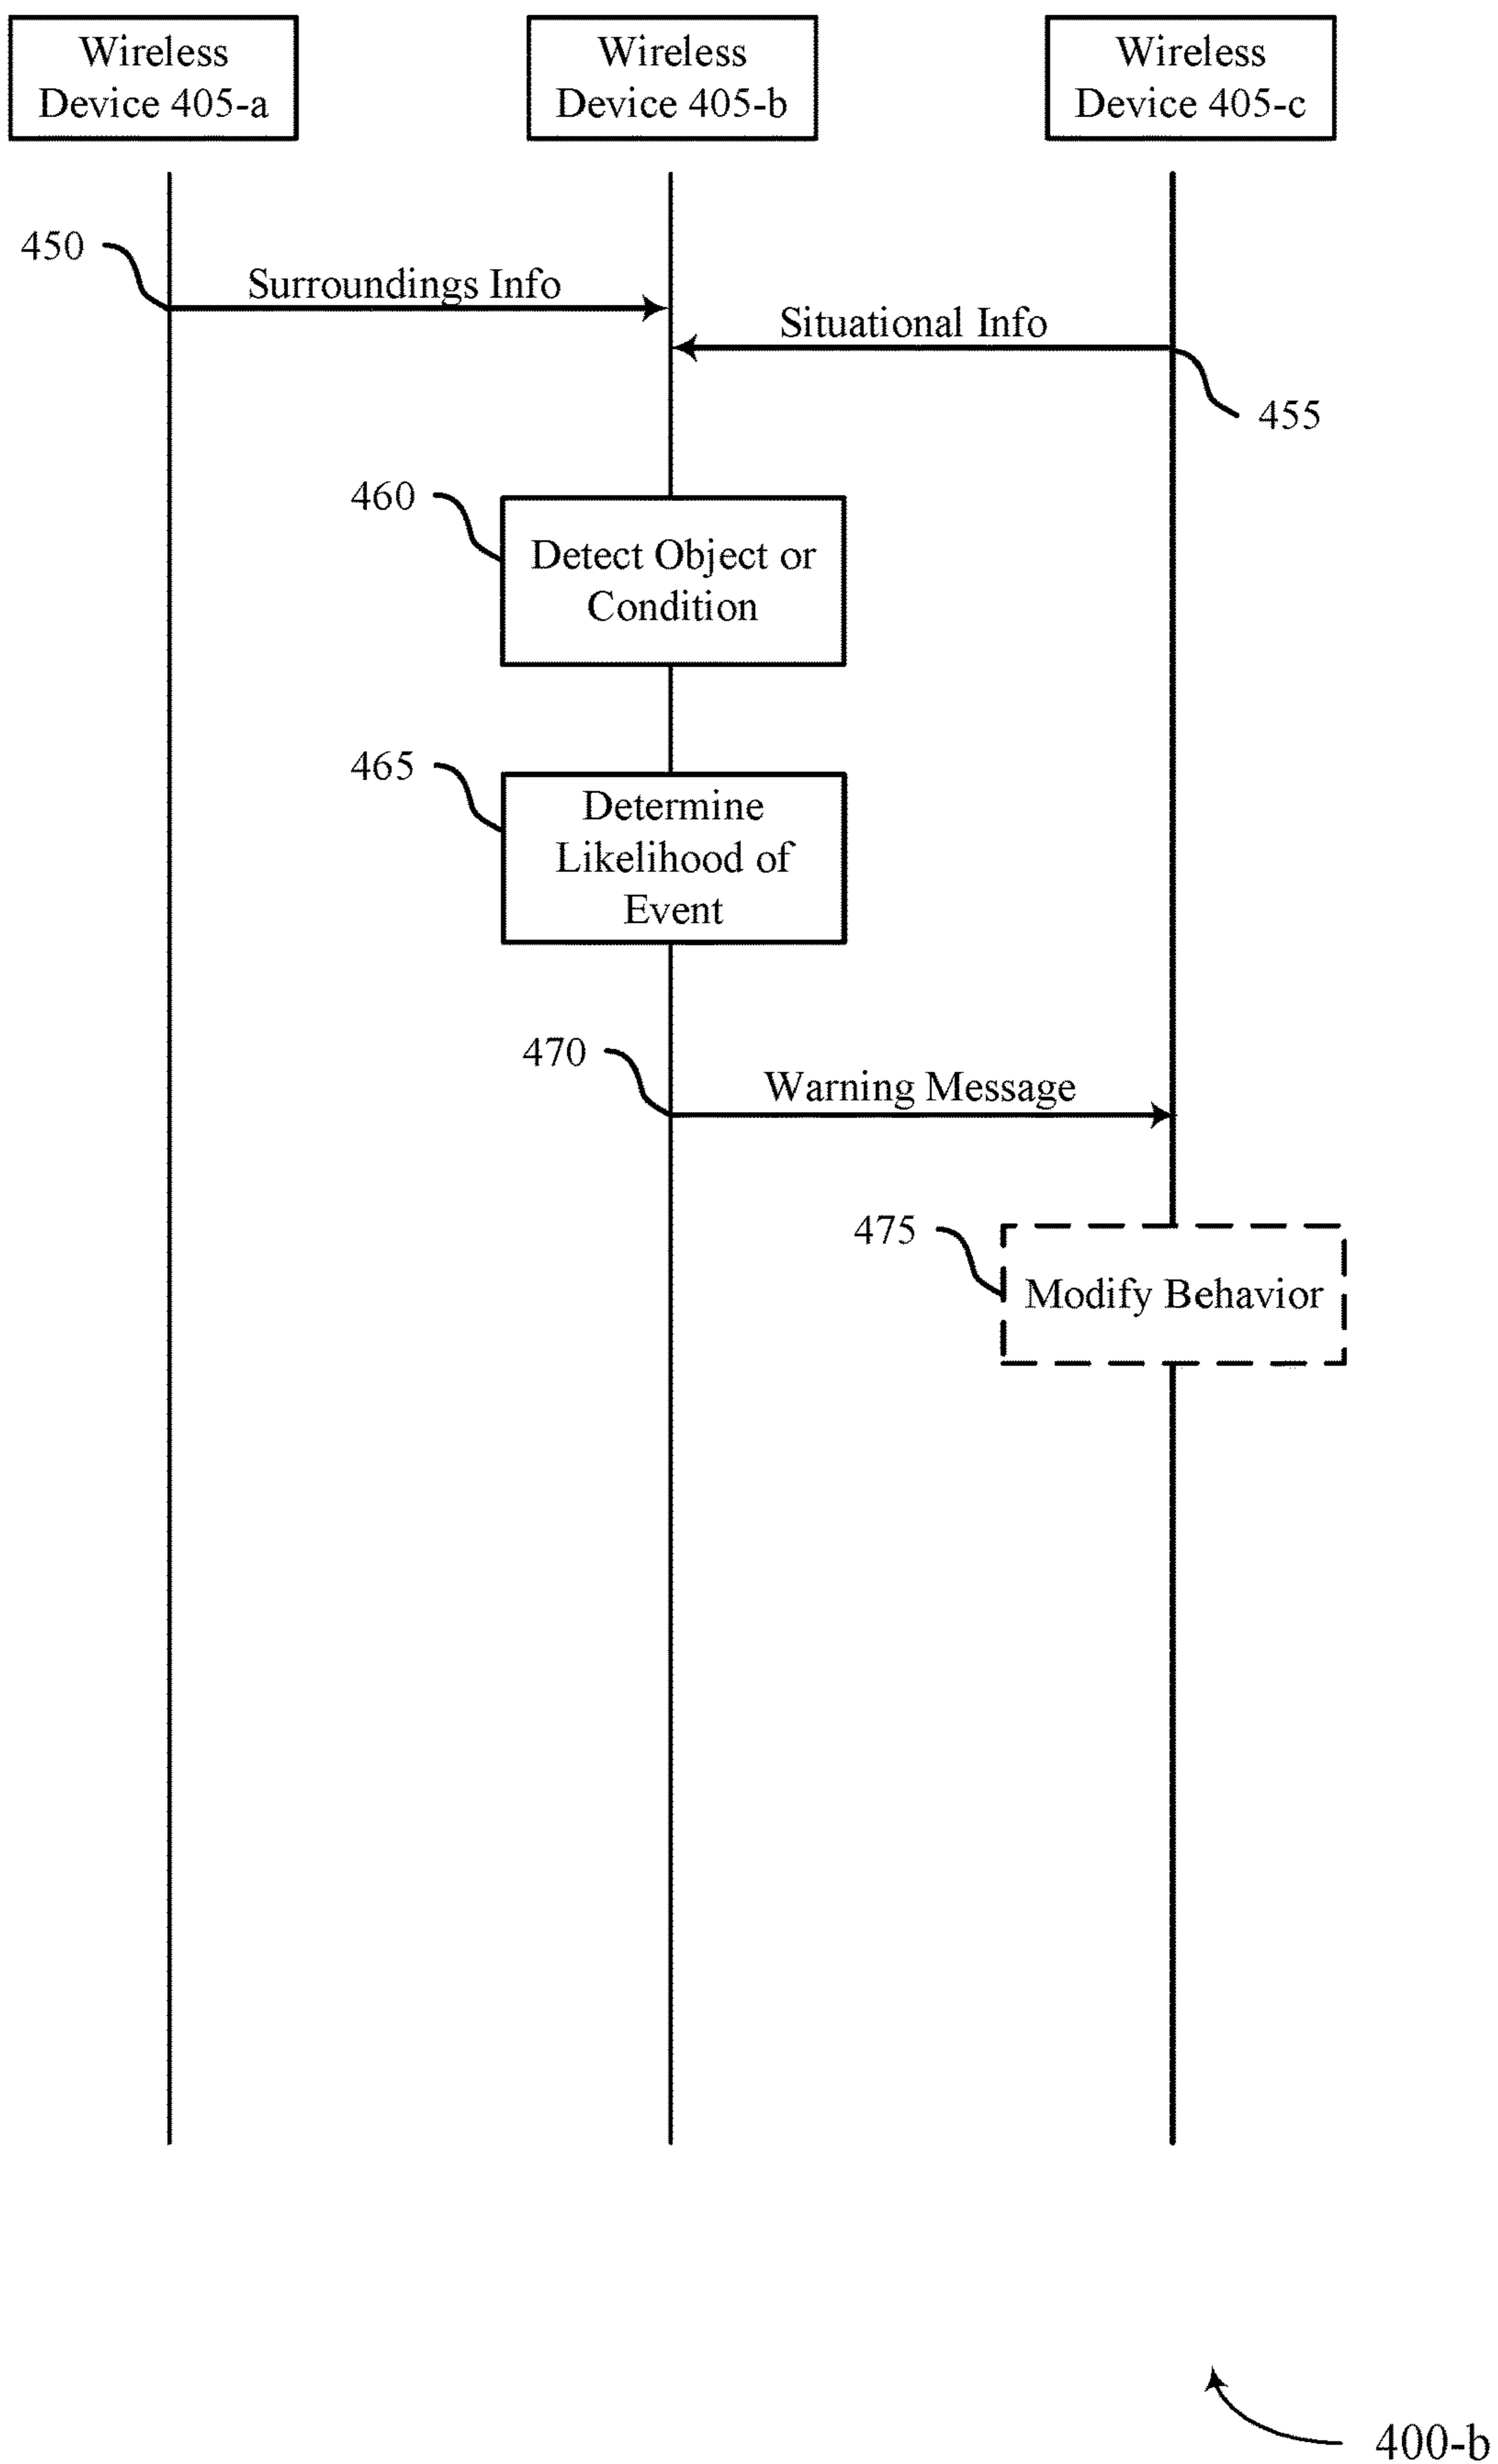 Wireless
Device 405-a
Wireless
Device 405-b
Wireless
Device 405-c
450
Surroundings Info
Situational Info
455
460
Detect Object or
Condition
465
Determine
Likelihood of
Event
470
Warning Message
475
Modify Behavior
400-b